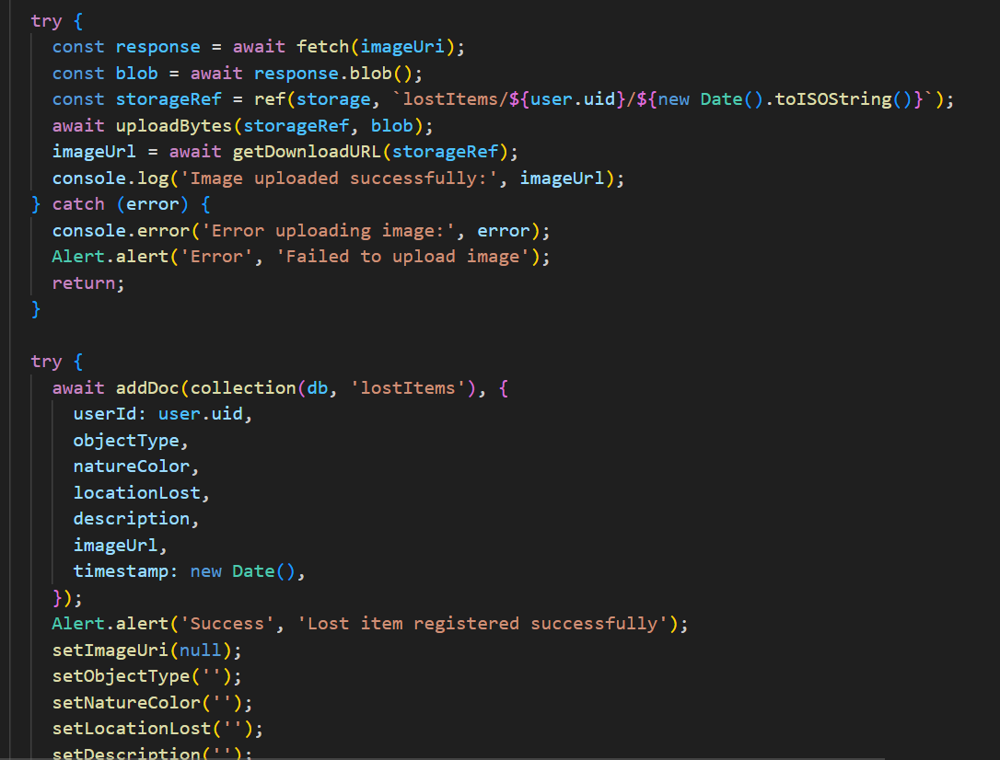 try {
  const response = await fetch(imageUri);
  const blob = await response.blob();
  const storageRef = ref(storage, `lostItems/${user.uid}/${new Date().toISOString()}`);
  await uploadBytes(storageRef, blob);
  imageUrl = await getDownloadURL(storageRef);
  console.log('Image uploaded successfully:', imageUrl);
} catch (error) {
  console.error('Error uploading image:', error);
  Alert.alert('Error', 'Failed to upload image');
  return;
}

try {
  await addDoc(collection(db, 'lostItems'), {
    userId: user.uid,
    objectType,
    natureColor,
    locationLost,
    description,
    imageUrl,
    timestamp: new Date(),
  });
  Alert.alert('Success', 'Lost item registered successfully');
  setImageUri(null);
  setObjectType('');
  setNatureColor('');
  setLocationLost('');
  setDescription('');